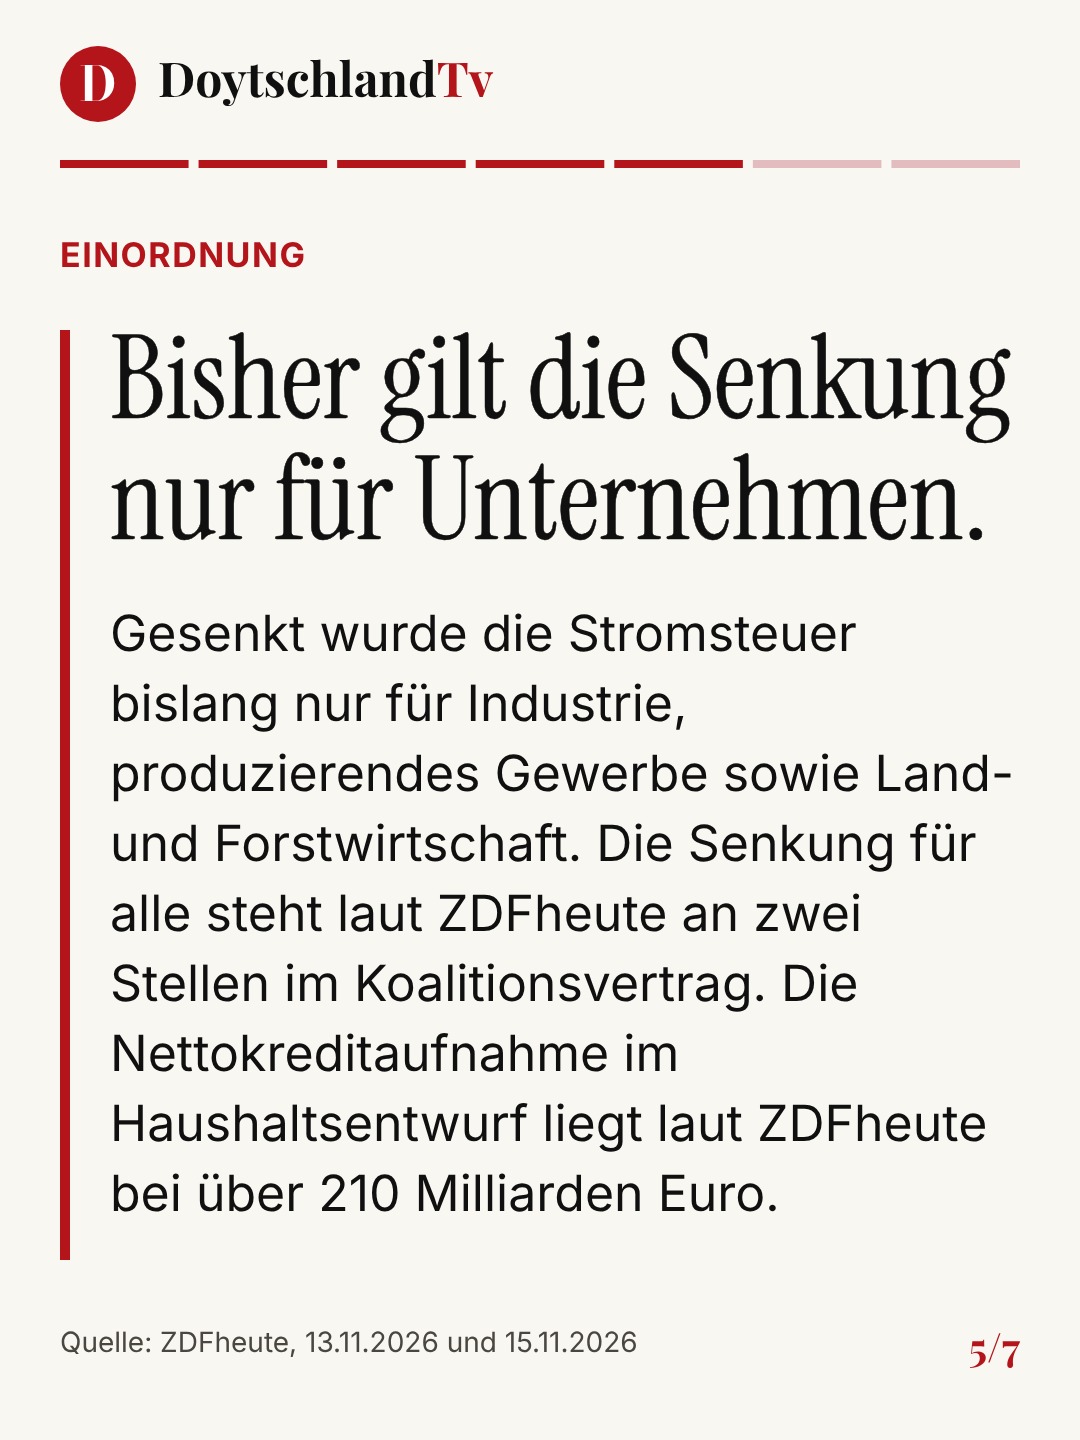 D DoytschlandTv
EINORDNUNG
Bisher gilt die Senkung
nur für Unternehmen.
Gesenkt wurde die Stromsteuer
bislang nur für Industrie,
produzierendes Gewerbe sowie Land-
und Forstwirtschaft. Die Senkung für
alle steht laut ZDFheute an zwei
Stellen im Koalitionsvertrag. Die
Nettokreditaufnahme im
Haushaltsentwurf liegt laut ZDFheute
bei über 210 Milliarden Euro.
Quelle: ZDFheute, 13.11.2026 und 15.11.2026
5/7